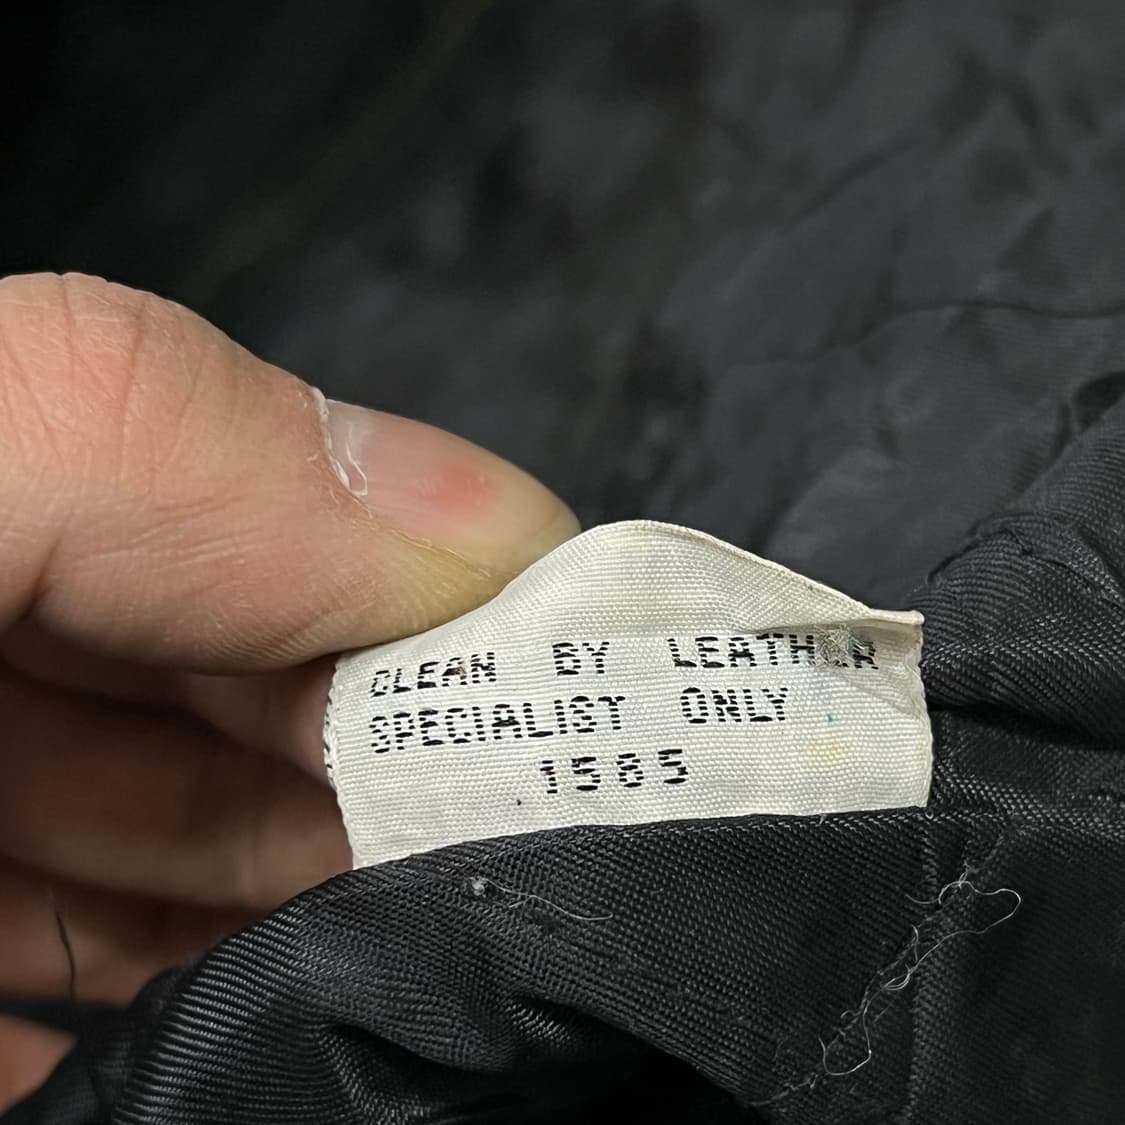 CLEAN BY LEATHER
SPECIALIST ONLY
1585